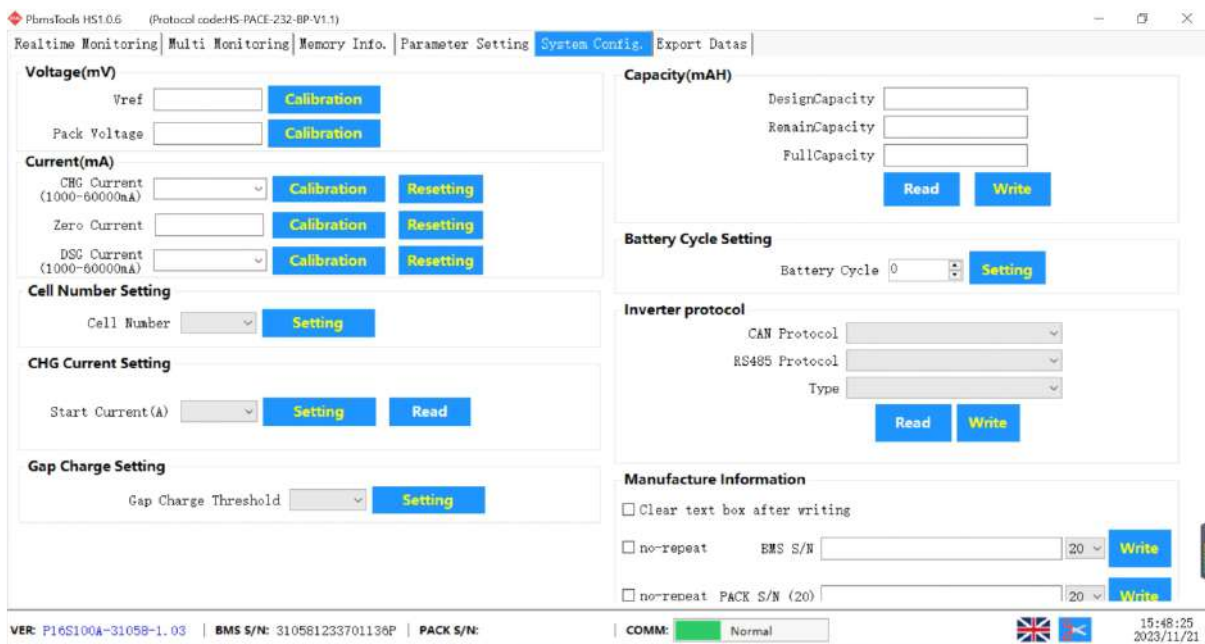 PbmsTools HS1.0.6 (Protocol code:HS-PACE-232-BP-V1.1)
Realtime Monitoring Multi Monitoring Memory Info. Parameter Setting System Config. Export Datas
Voltage(mV)
Vref Calibration
Pack Voltage Calibration
Current(mA)
CHG Current
(1000-60000mA) Calibration Resetting
Zero Current Calibration Resetting
DSG Current
(1000-60000mA) Calibration Resetting
Cell Number Setting
Cell Number Setting
CHG Current Setting
Start Current(A) Setting Read
Gap Charge Setting
Gap Charge Threshold Setting
Capacity(mAH)
DesignCapacity
RemainCapacity
FullCapacity
Read Write
Battery Cycle Setting
Battery Cycle 0 Setting
Inverter protocol
CAN Protocol
RS485 Protocol
Type
Read Write
Manufacture Information
Clear text box after writing
no-repeat BMS S/N 20 Write
no-repeat PACK S/N (20) 20 Write
VER: P16S100A-31058-1.03 BMS S/N: 310581233701136P PACK S/N: COMM: Normal
15:48:25
2023/11/21